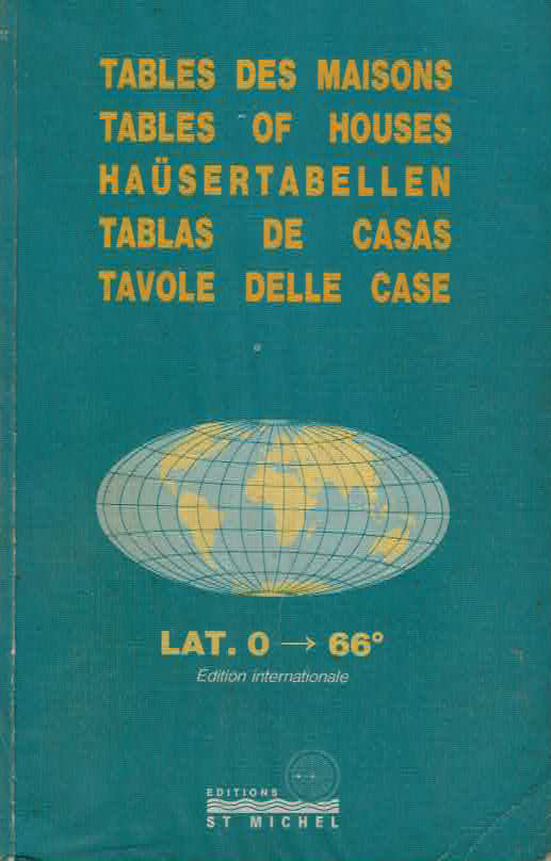 TABLES DES MAISONS
TABLES OF HOUSES
HAÜSERTABELLEN
TABLAS DE CASAS
TAVOLE DELLE CASE
LAT. 0 → 66°
Edition internationale
EDITIONS
ST MICHEL